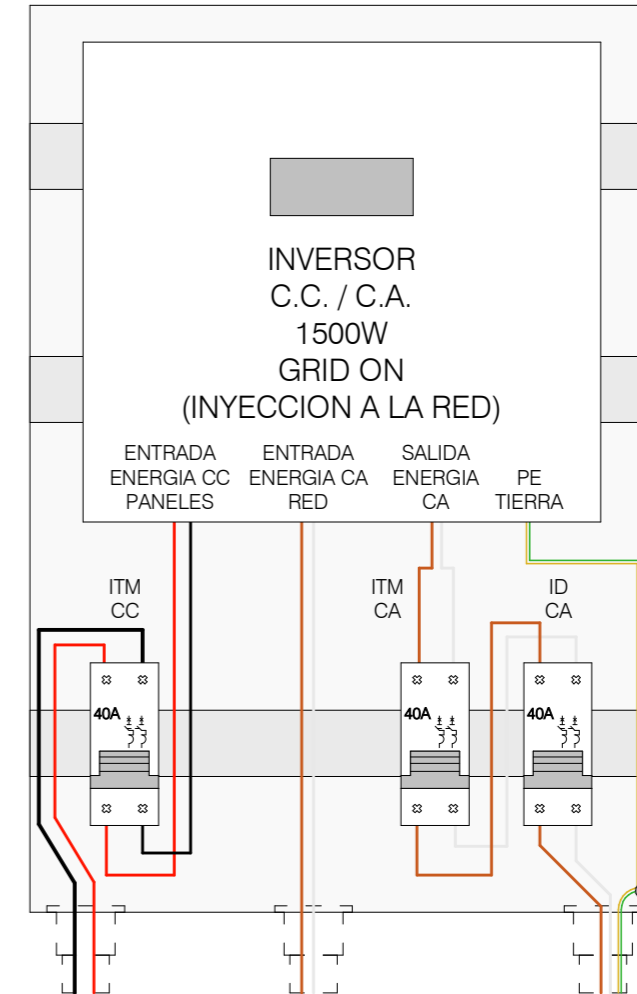 INVERSOR
C.C. / C.A.
1500W
GRID ON
(INYECCION A LA RED)
ENTRADA
ENERGIA CC
PANELES
ENTRADA
ENERGIA CA
RED
SALIDA
ENERGIA
CA
PE
TIERRA
ITM
CC
ITM
CA
ID
CA
40A
40A
40A